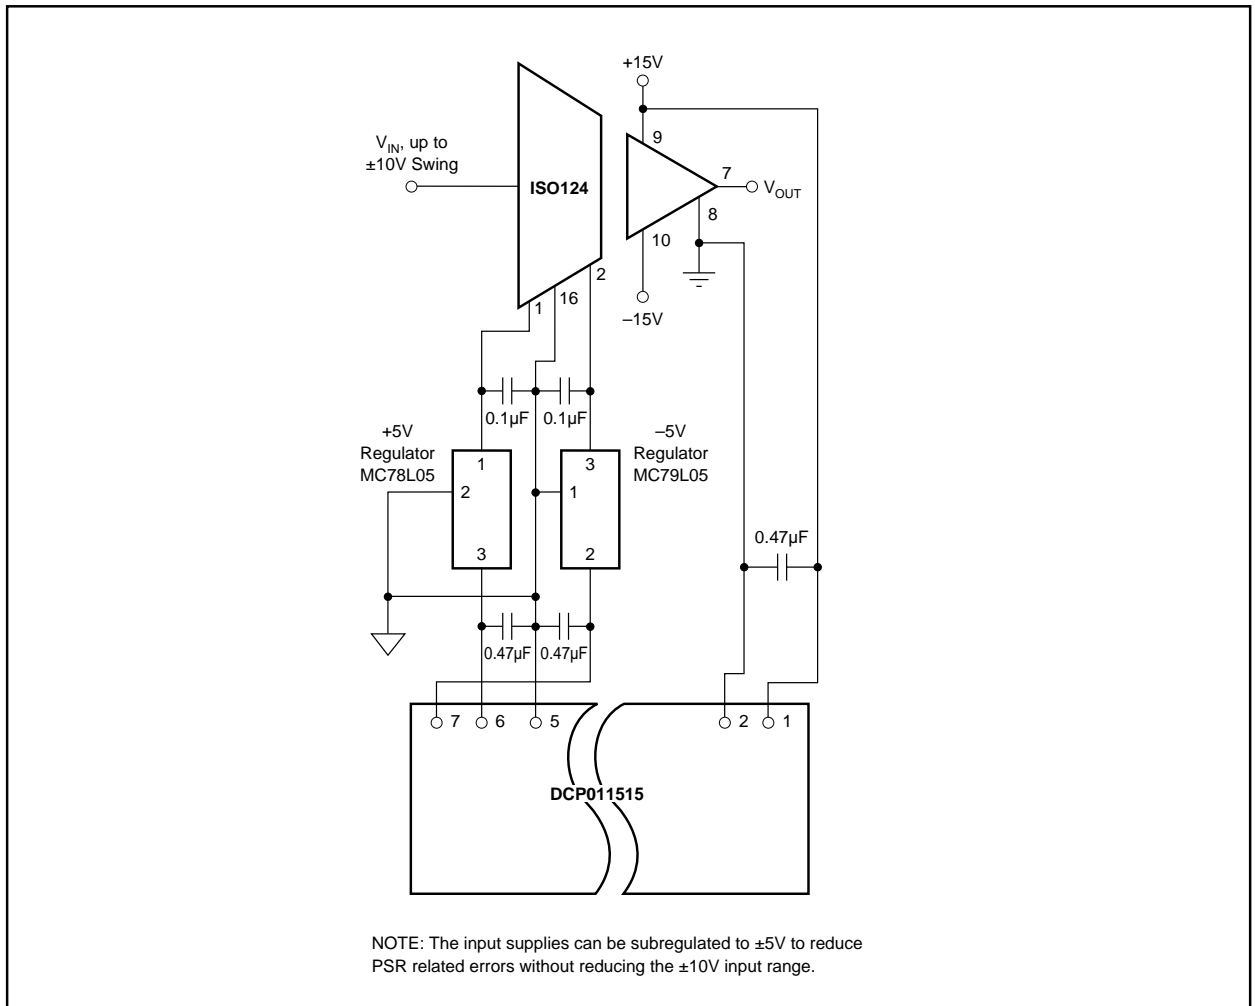 +15V
V_IN, up to
±10V Swing
ISO124
9
7
V_OUT
8
10
–15V
2
16
1
0.1µF
0.1µF
+5V
Regulator
MC78L05
–5V
Regulator
MC79L05
1
2
3
3
1
2
0.47µF
0.47µF
0.47µF
7
6
5
2
1
DCP011515
NOTE: The input supplies can be subregulated to ±5V to reduce
PSR related errors without reducing the ±10V input range.